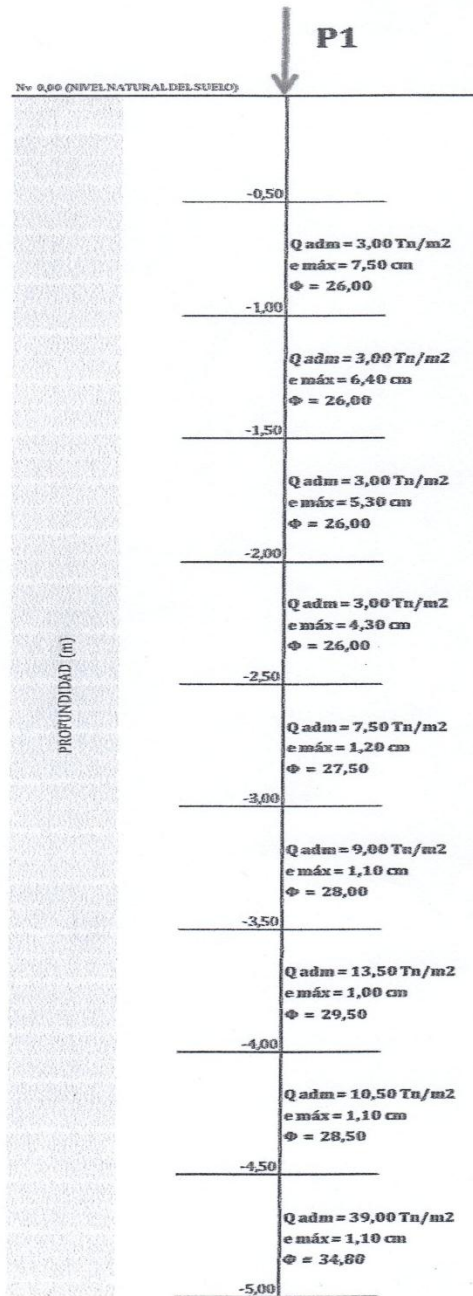 P1
Nv 0,00 (NIVEL NATURAL DEL SUELO)
-0,50
Q adm = 3,00 Tn/m2
e máx = 7,50 cm
Φ = 26,00
-1,00
Q adm = 3,00 Tn/m2
e máx = 6,40 cm
Φ = 26,00
-1,50
Q adm = 3,00 Tn/m2
e máx = 5,30 cm
Φ = 26,00
-2,00
Q adm = 3,00 Tn/m2
e máx = 4,30 cm
Φ = 26,00
-2,50
PROFUNDIDAD (m)
Q adm = 7,50 Tn/m2
e máx = 1,20 cm
Φ = 27,50
-3,00
Q adm = 9,00 Tn/m2
e máx = 1,10 cm
Φ = 28,00
-3,50
Q adm = 13,50 Tn/m2
e máx = 1,00 cm
Φ = 29,50
-4,00
Q adm = 10,50 Tn/m2
e máx = 1,10 cm
Φ = 28,50
-4,50
Q adm = 39,00 Tn/m2
e máx = 1,10 cm
Φ = 34,80
-5,00